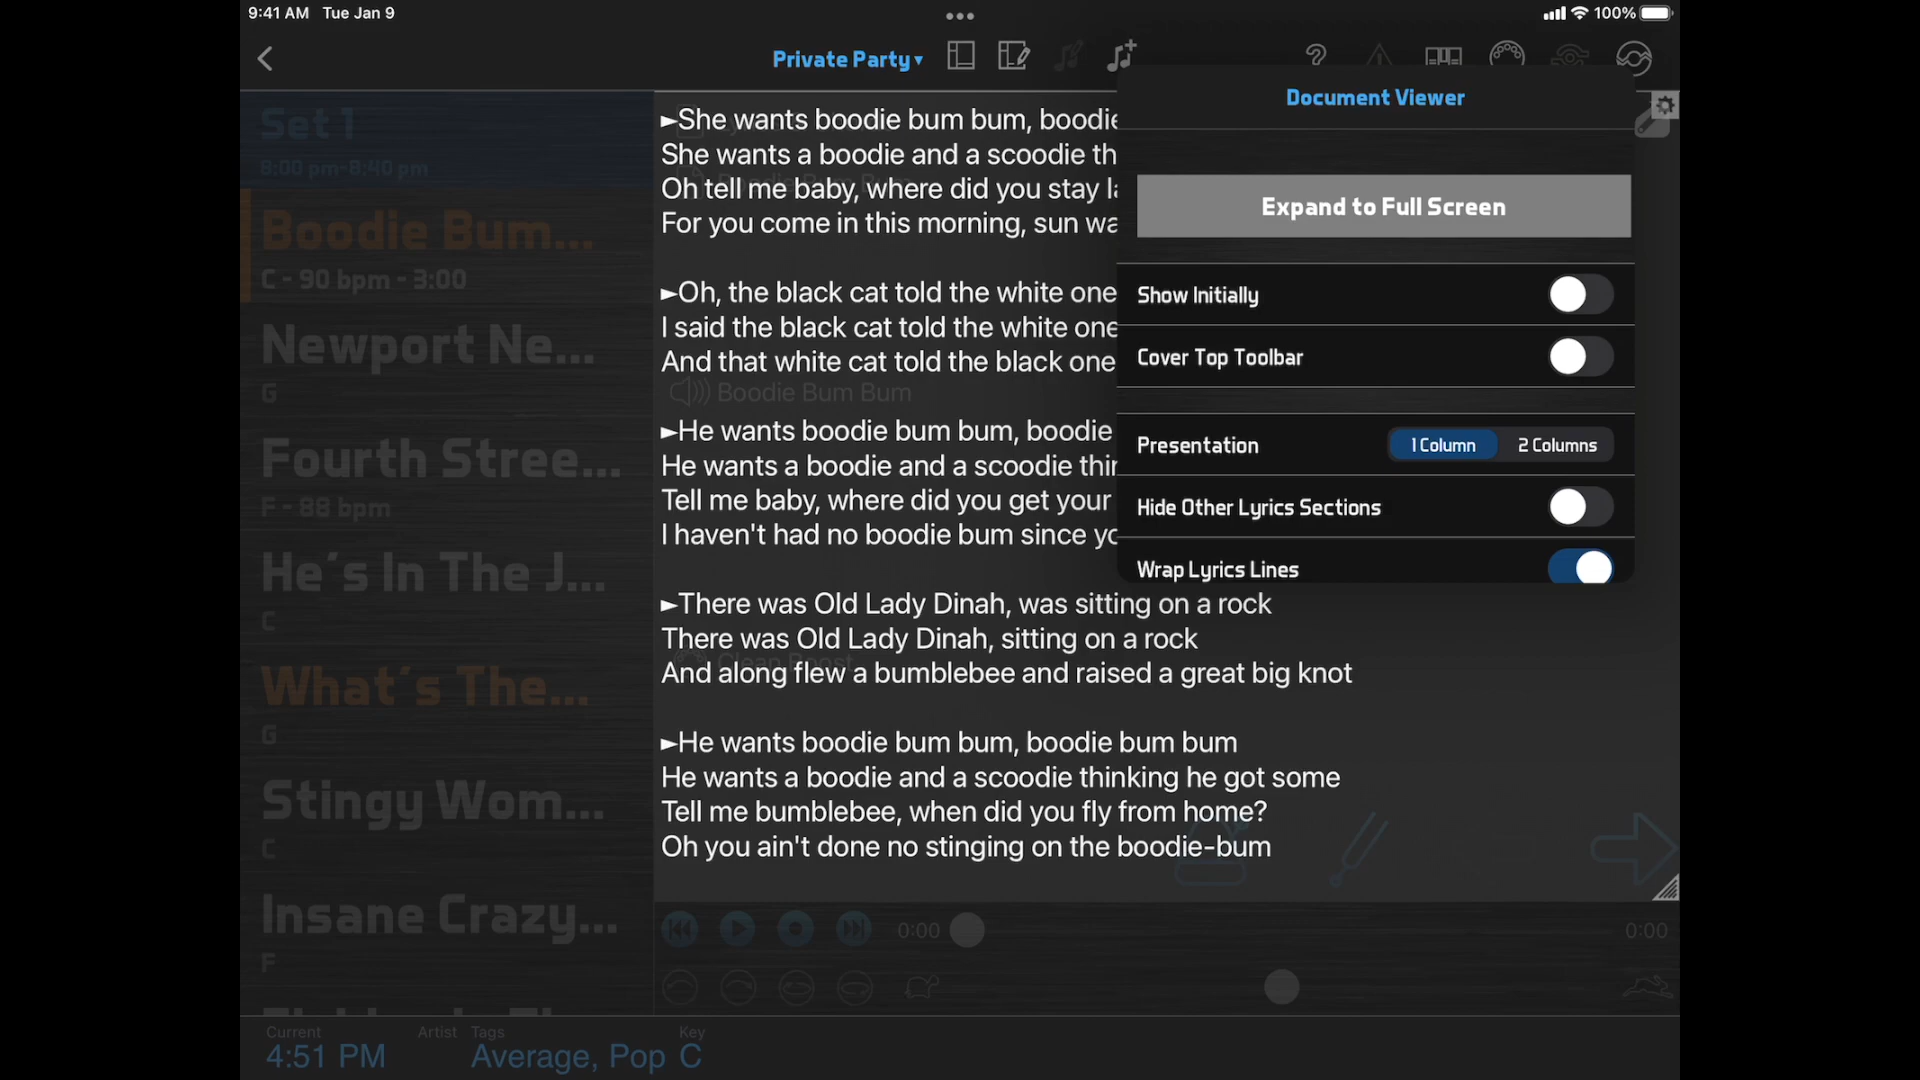 9:41 AM Tue Jan 9
100%
Private Party ▾
Set 1
8:00 pm-8:40 pm
Boodie Bum...
C - 90 bpm - 3:00
Newport Ne...
G
Fourth Stree...
F - 88 bpm
He's In The J...
C
What's The...
G
Stingy Wom...
C
Insane Crazy...
F
►She wants boodie bum bum, boodie
She wants a boodie and a scoodie th
Oh tell me baby, where did you stay la
For you come in this morning, sun wa
►Oh, the black cat told the white one
I said the black cat told the white one
And that white cat told the black one
Boodie Bum Bum
►He wants boodie bum bum, boodie
He wants a boodie and a scoodie thin
Tell me baby, where did you get your
I haven't had no boodie bum since yo
►There was Old Lady Dinah, was sitting on a rock
There was Old Lady Dinah, sitting on a rock
Clean Boost
And along flew a bumblebee and raised a great big knot
►He wants boodie bum bum, boodie bum bum
He wants a boodie and a scoodie thinking he got some
Tell me bumblebee, when did you fly from home?
Oh you ain't done no stinging on the boodie-bum
Document Viewer
Expand to Full Screen
Show Initially
Cover Top Toolbar
Presentation 1 Column 2 Columns
Hide Other Lyrics Sections
Wrap Lyrics Lines
0:00 0:00
Current Artist Tags Key
4:51 PM Average, Pop C